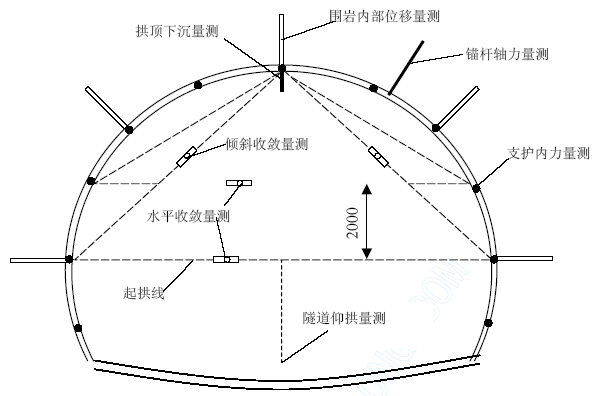 围岩内部位移量测
拱顶下沉量测
锚杆轴力量测
倾斜收敛量测
支护内力量测
水平收敛量测
2000
起拱线
隧道仰拱量测